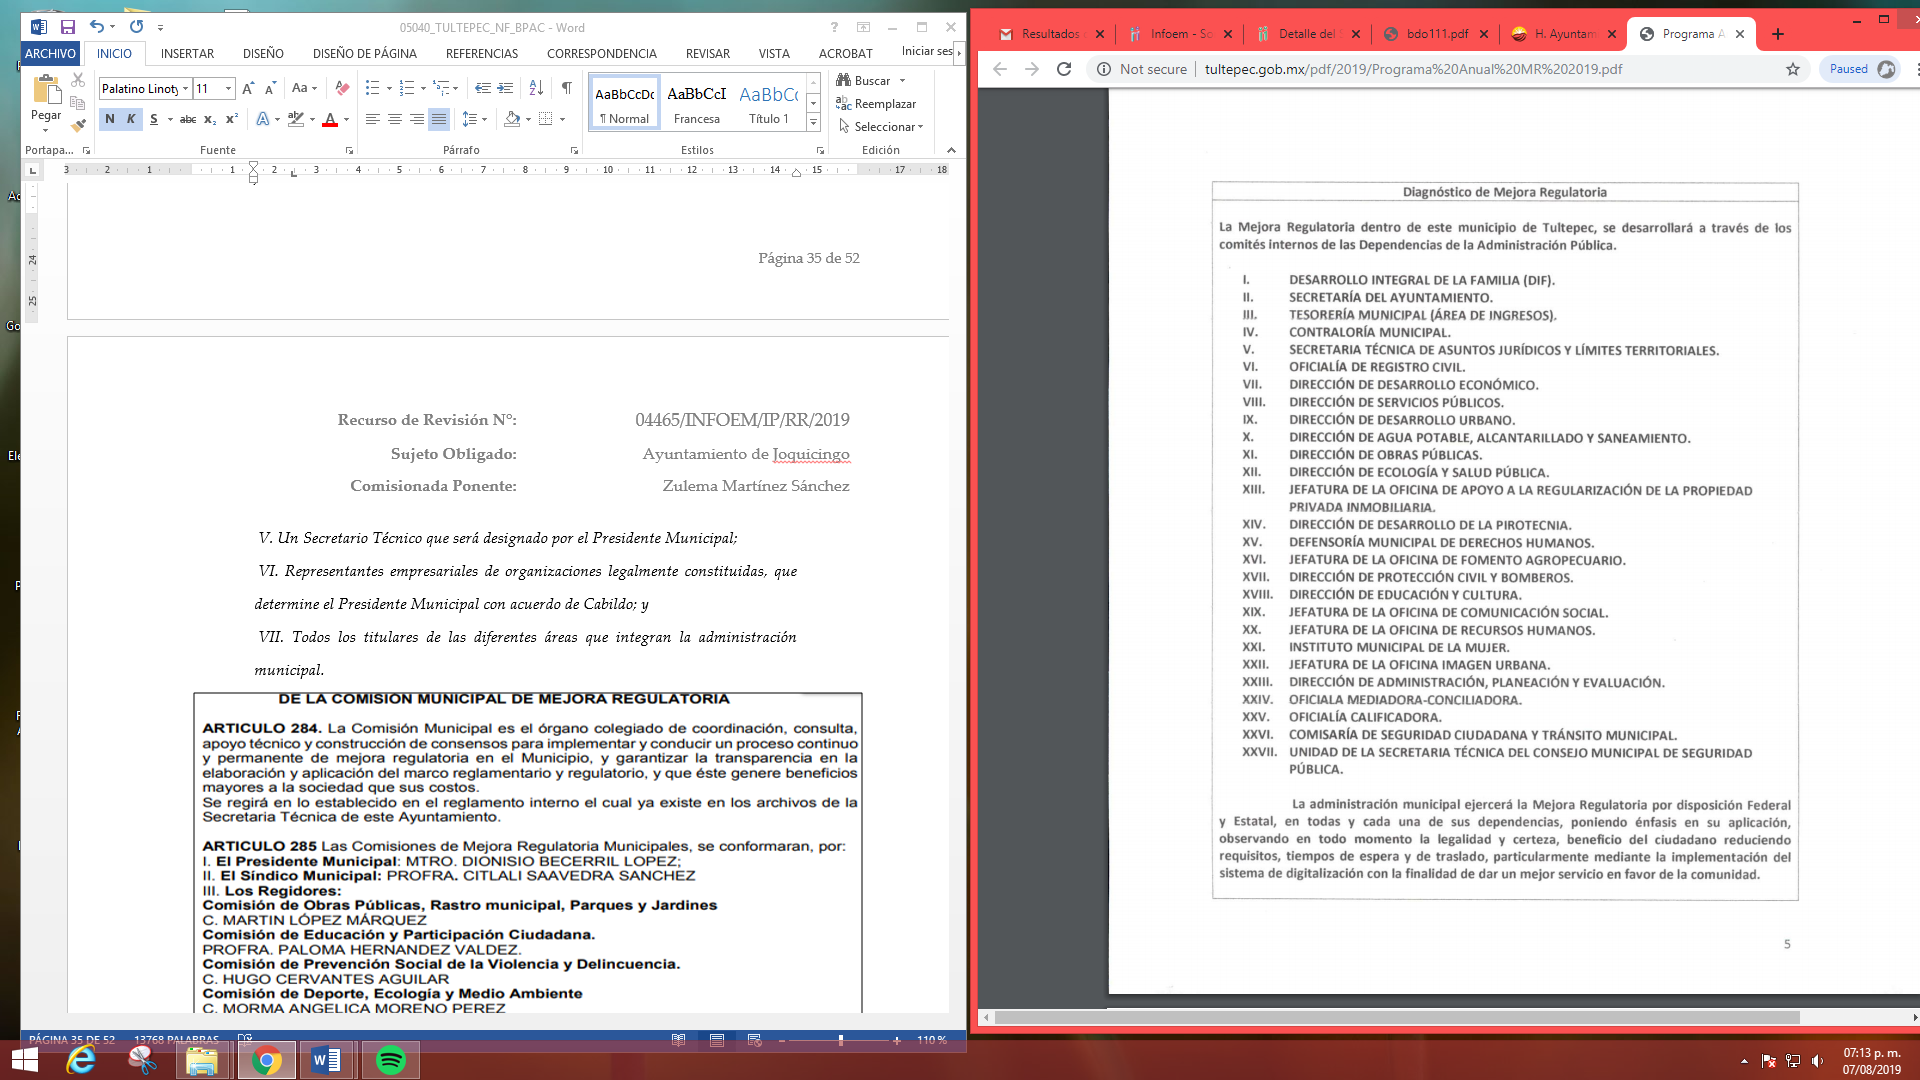 05040_TULTEPEC_NF_BPAC - Word
ARCHIVO INICIO INSERTAR DISEÑO DISEÑO DE PÁGINA REFERENCIAS CORRESPONDENCIA REVISAR VISTA ACROBAT Iniciar ses
Pegar
Palatino Linoty 11
Buscar
Reemplazar
Seleccionar
AaBbCcDc AaBbCcI AaBbCc
¶ Normal Francesa Título 1
Portapa... Fuente Párrafo Estilos Edición
Página 35 de 52
Recurso de Revisión N°: 04465/INFOEM/IP/RR/2019
Sujeto Obligado: Ayuntamiento de Joquicingo
Comisionada Ponente: Zulema Martínez Sánchez
V. Un Secretario Técnico que será designado por el Presidente Municipal;
VI. Representantes empresariales de organizaciones legalmente constituidas, que
determine el Presidente Municipal con acuerdo de Cabildo; y
VII. Todos los titulares de las diferentes áreas que integran la administración
municipal.
DE LA COMISION MUNICIPAL DE MEJORA REGULATORIA
ARTICULO 284. La Comisión Municipal es el órgano colegiado de coordinación, consulta,
apoyo técnico y construcción de consensos para implementar y conducir un proceso continuo
y permanente de mejora regulatoria en el Municipio, y garantizar la transparencia en la
elaboración y aplicación del marco reglamentario y regulatorio, y que éste genere beneficios
mayores a la sociedad que sus costos.
Se regirá en lo establecido en el reglamento interno el cual ya existe en los archivos de la
Secretaria Técnica de este Ayuntamiento.
ARTICULO 285 Las Comisiones de Mejora Regulatoria Municipales, se conformaran, por:
I. El Presidente Municipal: MTRO. DIONISIO BECERRIL LOPEZ;
II. El Síndico Municipal: PROFRA. CITLALI SAAVEDRA SANCHEZ
III. Los Regidores:
Comisión de Obras Públicas, Rastro municipal, Parques y Jardines
C. MARTIN LÓPEZ MÁRQUEZ
Comisión de Educación y Participación Ciudadana.
PROFRA. PALOMA HERNANDEZ VALDEZ.
Comisión de Prevención Social de la Violencia y Delincuencia.
C. HUGO CERVANTES AGUILAR
Comisión de Deporte, Ecología y Medio Ambiente
C. MORMA ANGELICA MORENO PEREZ
PÁGINA 35 DE 52 13768 PALABRAS 110 %
Resultados Infoem - So Detalle del bdo111.pdf H. Ayuntam Programa A
Not secure tultepec.gob.mx/pdf/2019/Programa%20Anual%20MR%202019.pdf Paused
Diagnóstico de Mejora Regulatoria
La Mejora Regulatoria dentro de este municipio de Tultepec, se desarrollará a través de los
comités internos de las Dependencias de la Administración Pública.
I. DESARROLLO INTEGRAL DE LA FAMILIA (DIF).
II. SECRETARÍA DEL AYUNTAMIENTO.
III. TESORERÍA MUNICIPAL (ÁREA DE INGRESOS).
IV. CONTRALORÍA MUNICIPAL.
V. SECRETARIA TÉCNICA DE ASUNTOS JURÍDICOS Y LÍMITES TERRITORIALES.
VI. OFICIALÍA DE REGISTRO CIVIL.
VII. DIRECCIÓN DE DESARROLLO ECONÓMICO.
VIII. DIRECCIÓN DE SERVICIOS PÚBLICOS.
IX. DIRECCIÓN DE DESARROLLO URBANO.
X. DIRECCIÓN DE AGUA POTABLE, ALCANTARILLADO Y SANEAMIENTO.
XI. DIRECCIÓN DE OBRAS PÚBLICAS.
XII. DIRECCIÓN DE ECOLOGÍA Y SALUD PÚBLICA.
XIII. JEFATURA DE LA OFICINA DE APOYO A LA REGULARIZACIÓN DE LA PROPIEDAD
PRIVADA INMOBILIARIA.
XIV. DIRECCIÓN DE DESARROLLO DE LA PIROTECNIA.
XV. DEFENSORÍA MUNICIPAL DE DERECHOS HUMANOS.
XVI. JEFATURA DE LA OFICINA DE FOMENTO AGROPECUARIO.
XVII. DIRECCIÓN DE PROTECCIÓN CIVIL Y BOMBEROS.
XVIII. DIRECCIÓN DE EDUCACIÓN Y CULTURA.
XIX. JEFATURA DE LA OFICINA DE COMUNICACIÓN SOCIAL.
XX. JEFATURA DE LA OFICINA DE RECURSOS HUMANOS.
XXI. INSTITUTO MUNICIPAL DE LA MUJER.
XXII. JEFATURA DE LA OFICINA IMAGEN URBANA.
XXIII. DIRECCIÓN DE ADMINISTRACIÓN, PLANEACIÓN Y EVALUACIÓN.
XXIV. OFICIALA MEDIADORA-CONCILIADORA.
XXV. OFICIALÍA CALIFICADORA.
XXVI. COMISARÍA DE SEGURIDAD CIUDADANA Y TRÁNSITO MUNICIPAL.
XXVII. UNIDAD DE LA SECRETARIA TÉCNICA DEL CONSEJO MUNICIPAL DE SEGURIDAD
PÚBLICA.
La administración municipal ejercerá la Mejora Regulatoria por disposición Federal
y Estatal, en todas y cada una de sus dependencias, poniendo énfasis en su aplicación,
observando en todo momento la legalidad y certeza, beneficio del ciudadano reduciendo
requisitos, tiempos de espera y de traslado, particularmente mediante la implementación del
sistema de digitalización con la finalidad de dar un mejor servicio en favor de la comunidad.
5
07:13 p. m.
07/08/2019